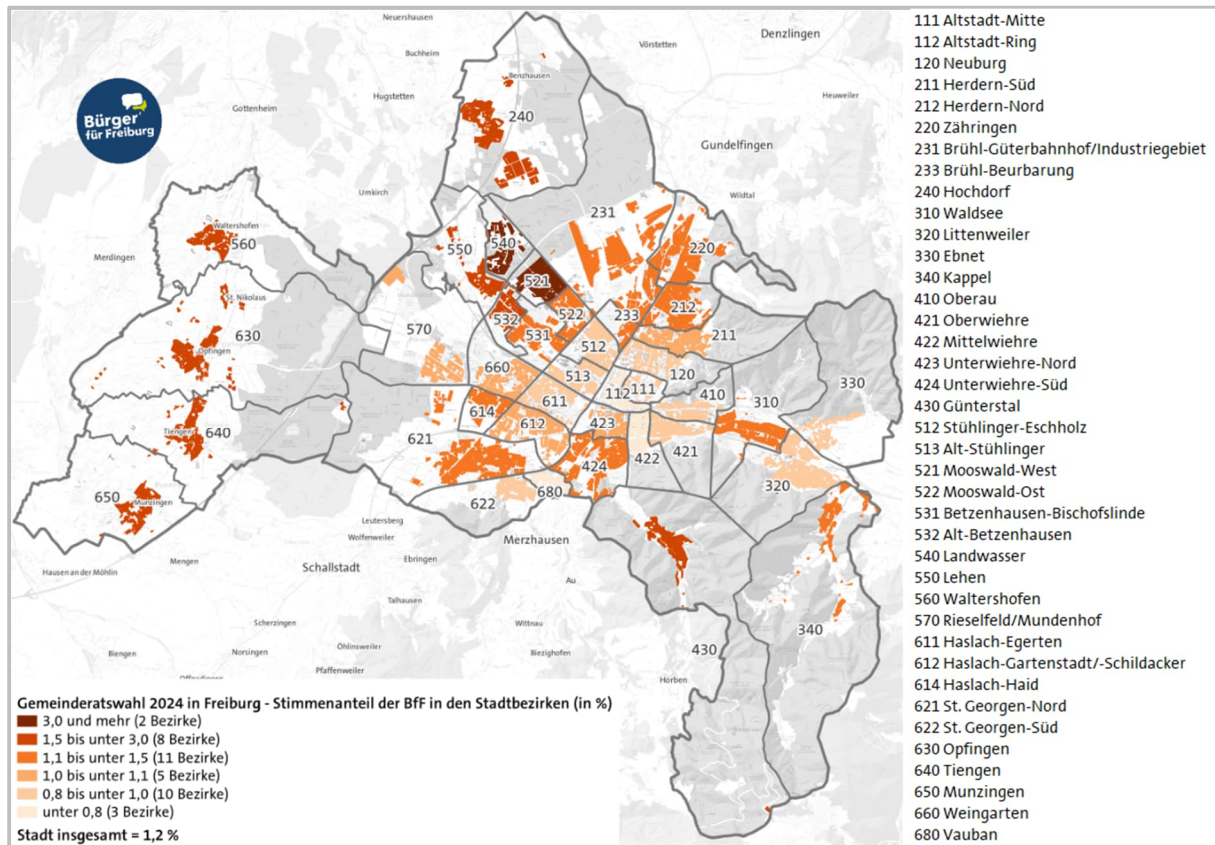 Neuershausen
Buchheim
Vörstetten
Denzlingen
Benzhausen
Hugstetten
Heuweiler
Gottenheim
Bürger
für Freiburg
240
Gundelfingen
Umkirch
Wildtal
Waltershofen
560
Merdingen
231
550
540
220
521
St. Nikolaus
630
Opfingen
570
532
531
522
233
212
211
512
660
513
120
330
611
112
111
410
310
614
612
423
Tiengen
640
621
424
422
421
650
Munzingen
622
680
320
Leutersberg
Wolfenweiler
Merzhausen
Mengen
Ebringen
Hausen an der Möhlin
Schallstadt
Au
Talhausen
Scherzingen
Wittnau
340
Öhlinsweiler
Biengen
Norsingen
Biezighofen
430
Pfaffenweiler
Horben
Gemeinderatswahl 2024 in Freiburg - Stimmenanteil der BfF in den Stadtbezirken (in %)
3,0 und mehr (2 Bezirke)
1,5 bis unter 3,0 (8 Bezirke)
1,1 bis unter 1,5 (11 Bezirke)
1,0 bis unter 1,1 (5 Bezirke)
0,8 bis unter 1,0 (10 Bezirke)
unter 0,8 (3 Bezirke)
Stadt insgesamt = 1,2 %
111 Altstadt-Mitte
112 Altstadt-Ring
120 Neuburg
211 Herdern-Süd
212 Herdern-Nord
220 Zähringen
231 Brühl-Güterbahnhof/Industriegebiet
233 Brühl-Beurbarung
240 Hochdorf
310 Waldsee
320 Littenweiler
330 Ebnet
340 Kappel
410 Oberau
421 Oberwiehre
422 Mittelwiehre
423 Unterwiehre-Nord
424 Unterwiehre-Süd
430 Günterstal
512 Stühlinger-Eschholz
513 Alt-Stühlinger
521 Mooswald-West
522 Mooswald-Ost
531 Betzenhausen-Bischofslinde
532 Alt-Betzenhausen
540 Landwasser
550 Lehen
560 Waltershofen
570 Rieselfeld/Mundenhof
611 Haslach-Egerten
612 Haslach-Gartenstadt/-Schildacker
614 Haslach-Haid
621 St. Georgen-Nord
622 St. Georgen-Süd
630 Opfingen
640 Tiengen
650 Munzingen
660 Weingarten
680 Vauban